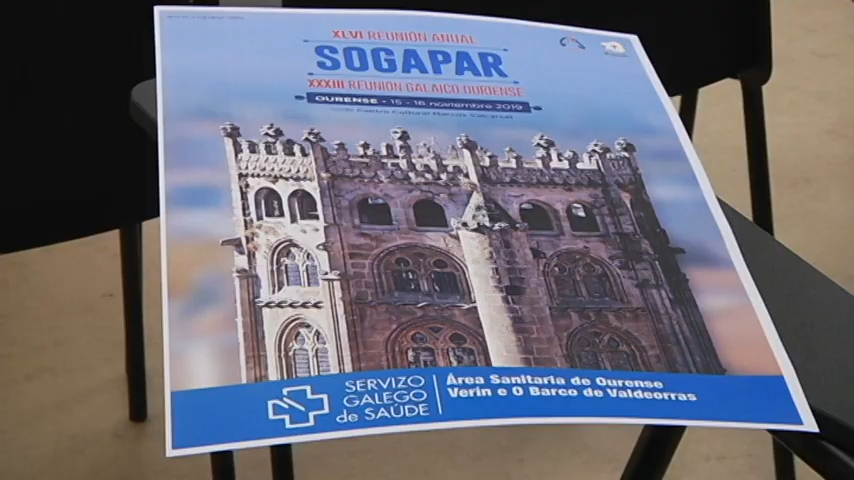 XLVI REUNIÓN ANUAL
SOGAPAR
XXXIII REUNIÓN GALAICO OURIENSE
OURENSE - 15 - 16 noviembre 2019
Centro Cultural Marcos Valcárcel
SERVIZO
GALEGO
de SAÚDE
Área Sanitaria de Ourense
Verín e O Barco de Valdeorras